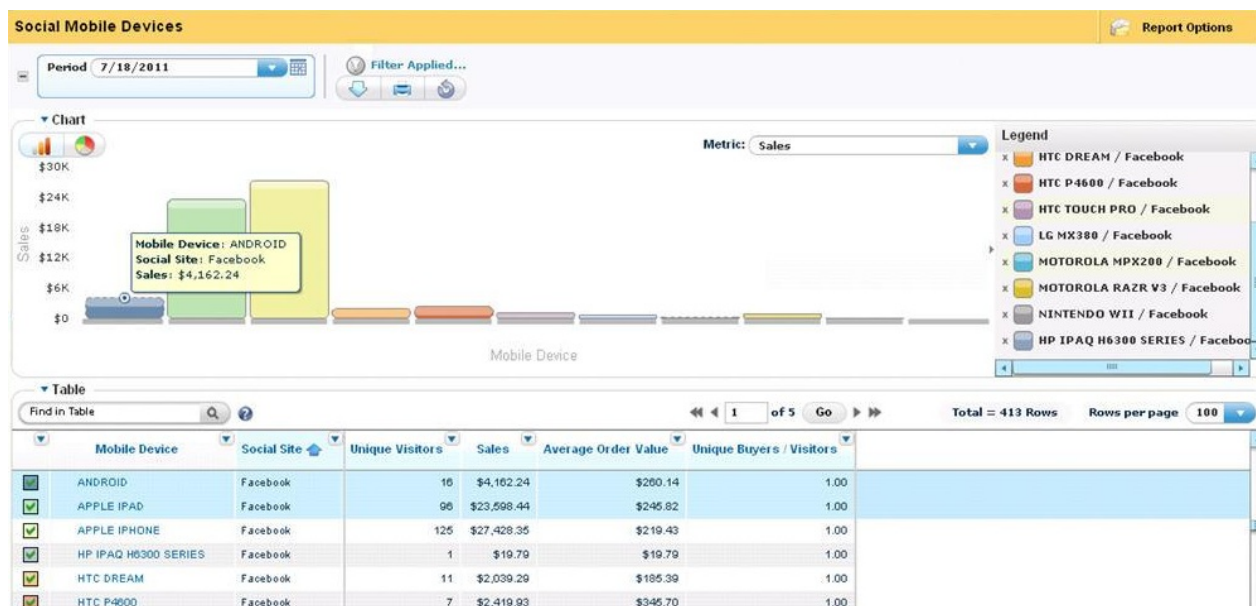 Social Mobile Devices
Report Options
Period 7/18/2011
Filter Applied...
Chart
Metric: Sales
Legend
$30K
$24K
$18K
$12K
$6K
$0
Sales
Mobile Device: ANDROID
Social Site: Facebook
Sales: $4,162.24
Mobile Device
x HTC DREAM / Facebook
x HTC P4600 / Facebook
x HTC TOUCH PRO / Facebook
x LG MX380 / Facebook
x MOTOROLA MPX200 / Facebook
x MOTOROLA RAZR V3 / Facebook
x NINTENDO WII / Facebook
x HP IPAQ H6300 SERIES / Faceboo
Table
Find in Table
1 of 5 Go
Total = 413 Rows
Rows per page 100
Mobile Device Social Site Unique Visitors Sales Average Order Value Unique Buyers / Visitors
ANDROID Facebook 16 $4,162.24 $260.14 1.00
APPLE IPAD Facebook 96 $23,598.44 $245.82 1.00
APPLE IPHONE Facebook 125 $27,428.35 $219.43 1.00
HP IPAQ H6300 SERIES Facebook 1 $19.79 $19.79 1.00
HTC DREAM Facebook 11 $2,039.29 $185.39 1.00
HTC P4600 Facebook 7 $2,419.93 $345.70 1.00